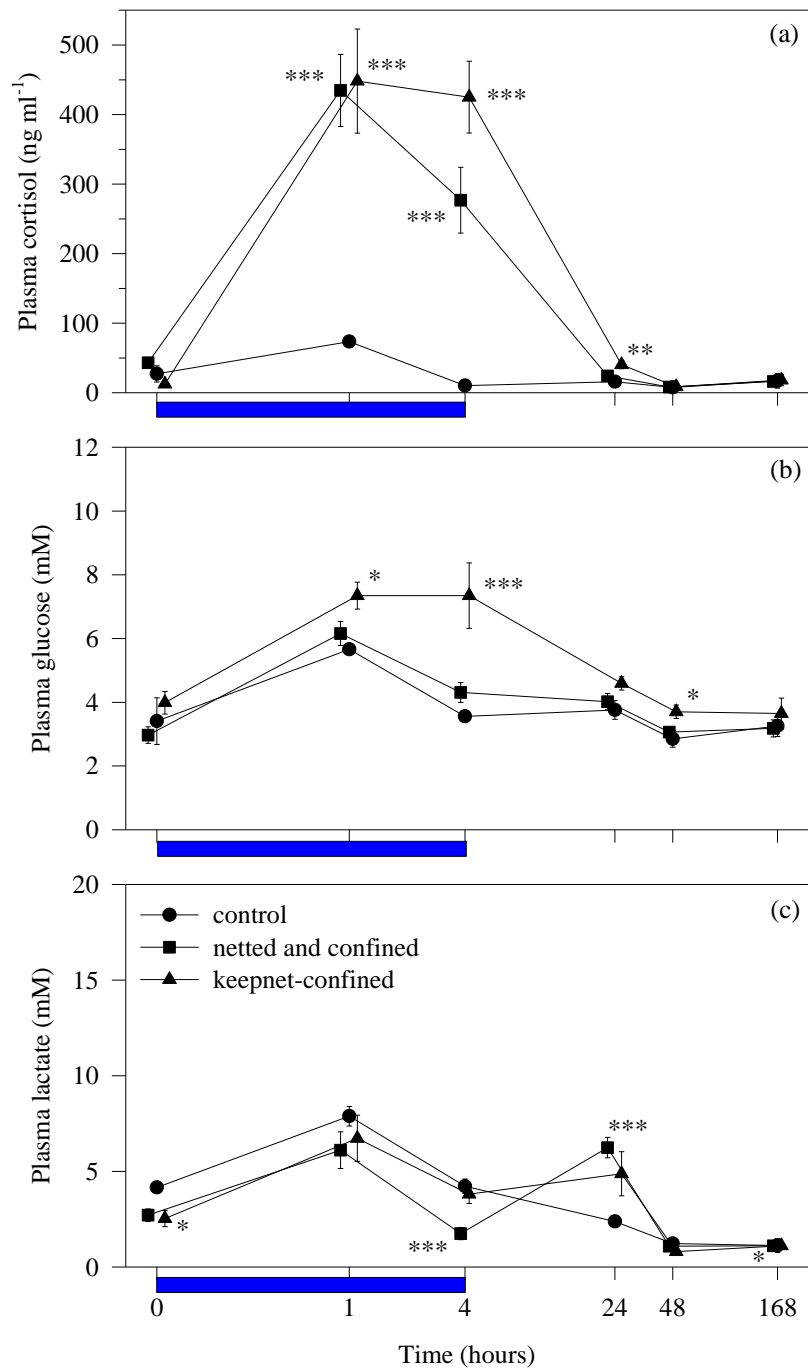 (a)
Plasma cortisol (ng ml⁻¹)
500
400
300
200
100
0
***
***
***
***
**
(b)
Plasma glucose (mM)
12
10
8
6
4
2
0
*
***
*
(c)
Plasma lactate (mM)
20
15
10
5
0
control
netted and confined
keepnet-confined
***
*
***
*
0 1 4 24 48 168
Time (hours)